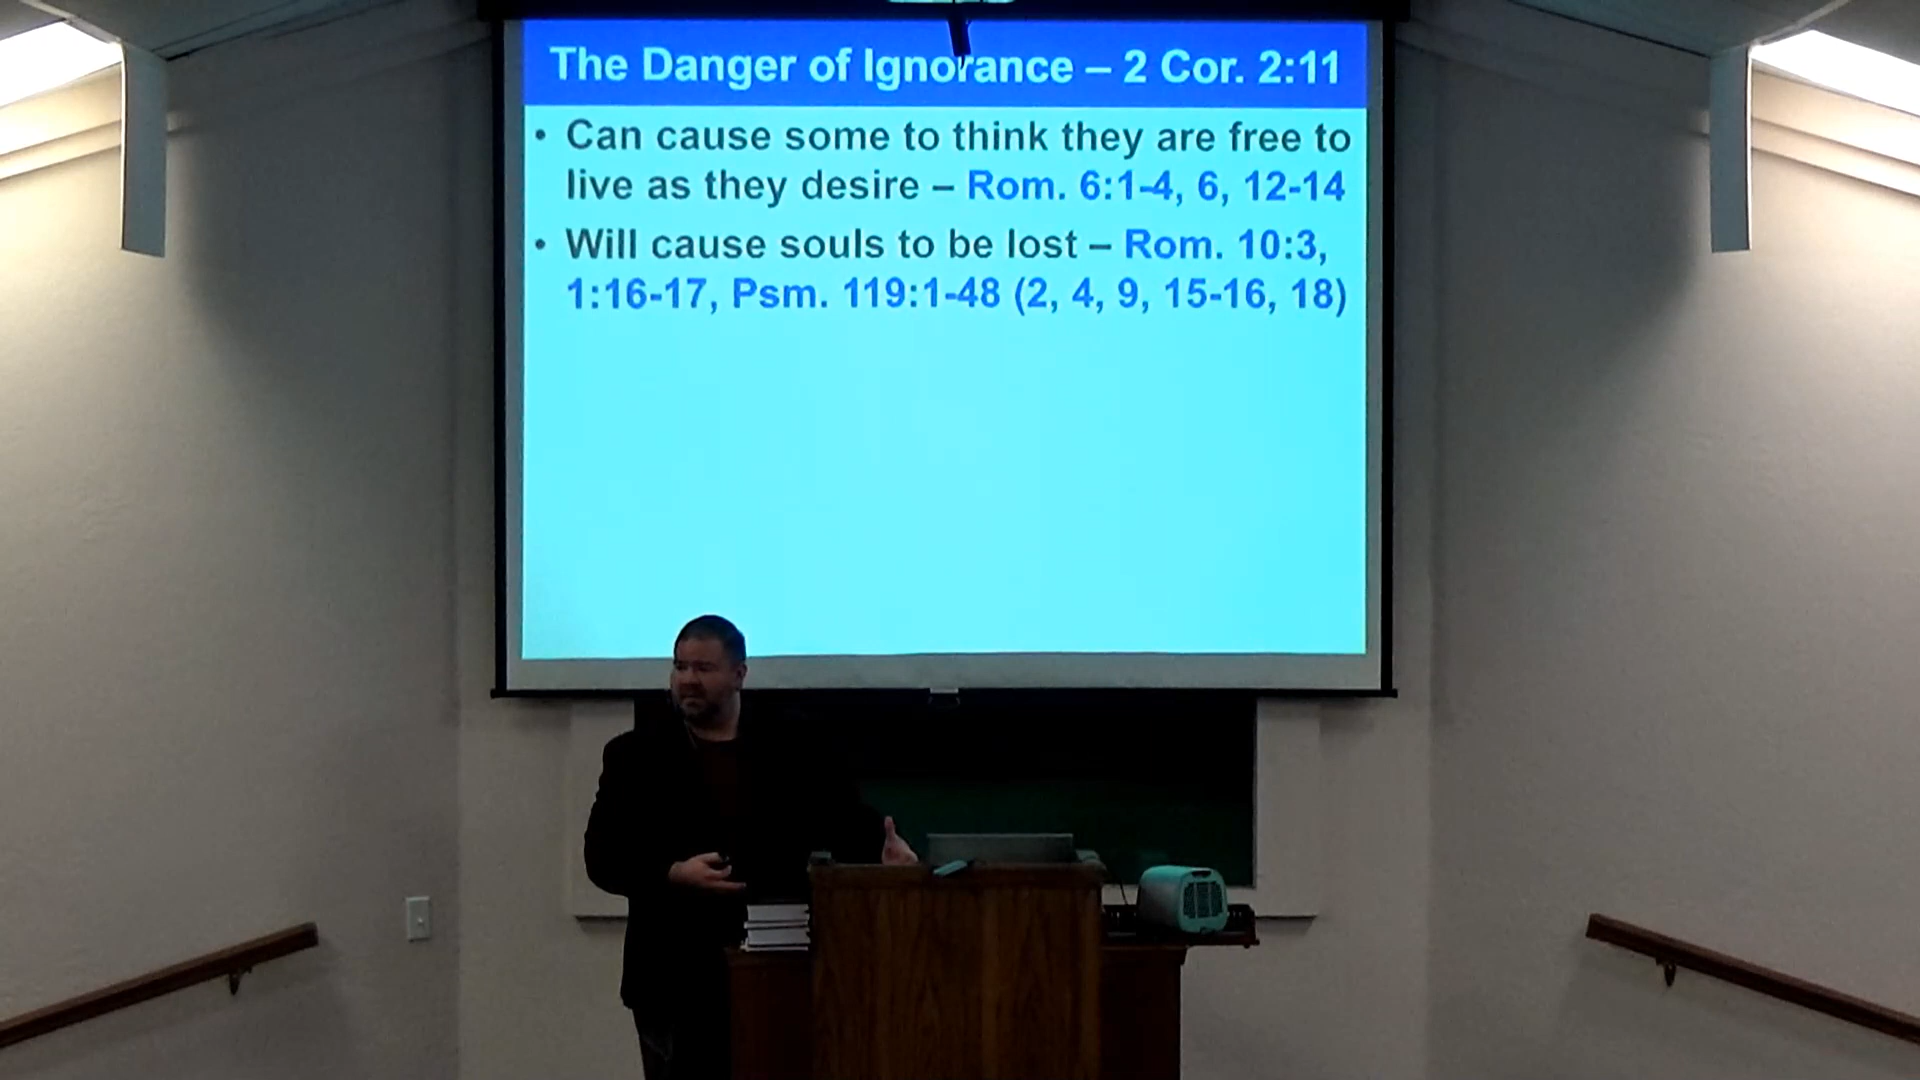 The Danger of Ignorance – 2 Cor. 2:11
• Can cause some to think they are free to
live as they desire – Rom. 6:1-4, 6, 12-14
• Will cause souls to be lost – Rom. 10:3,
1:16-17, Psm. 119:1-48 (2, 4, 9, 15-16, 18)